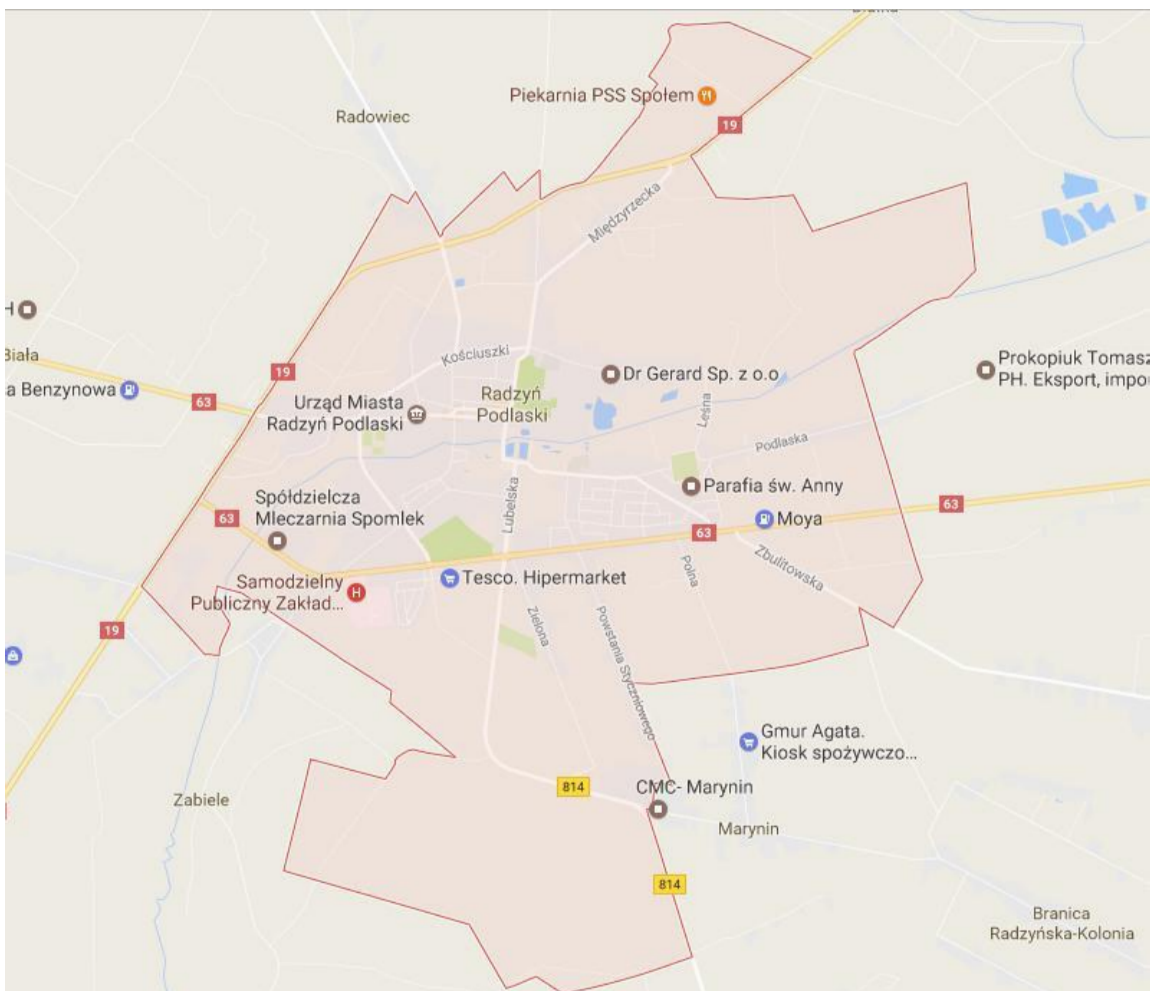 Piekarnia PSS Społem
19
Radowiec
Międzyrzecka
H
Biała
a Benzynowa
63
19
Kościuszki
Urząd Miasta
Radzyń Podlaski
Radzyń
Podlaski
Dr Gerard Sp. z o.o
Prokopiuk Tomasz
PH. Eksport, impor
Leśna
Podlaska
Spółdzielcza
Mleczarnia Spomlek
63
Lubelska
Parafia św. Anny
Moya
63
63
Zbulitowska
Samodzielny
Publiczny Zakład...
Tesco. Hipermarket
Polna
Zielona
Powstania Styczniowego
19
Gmur Agata.
Kiosk spożywczo...
Zabiele
814
CMC- Marynin
Marynin
814
Branica
Radzyńska-Kolonia